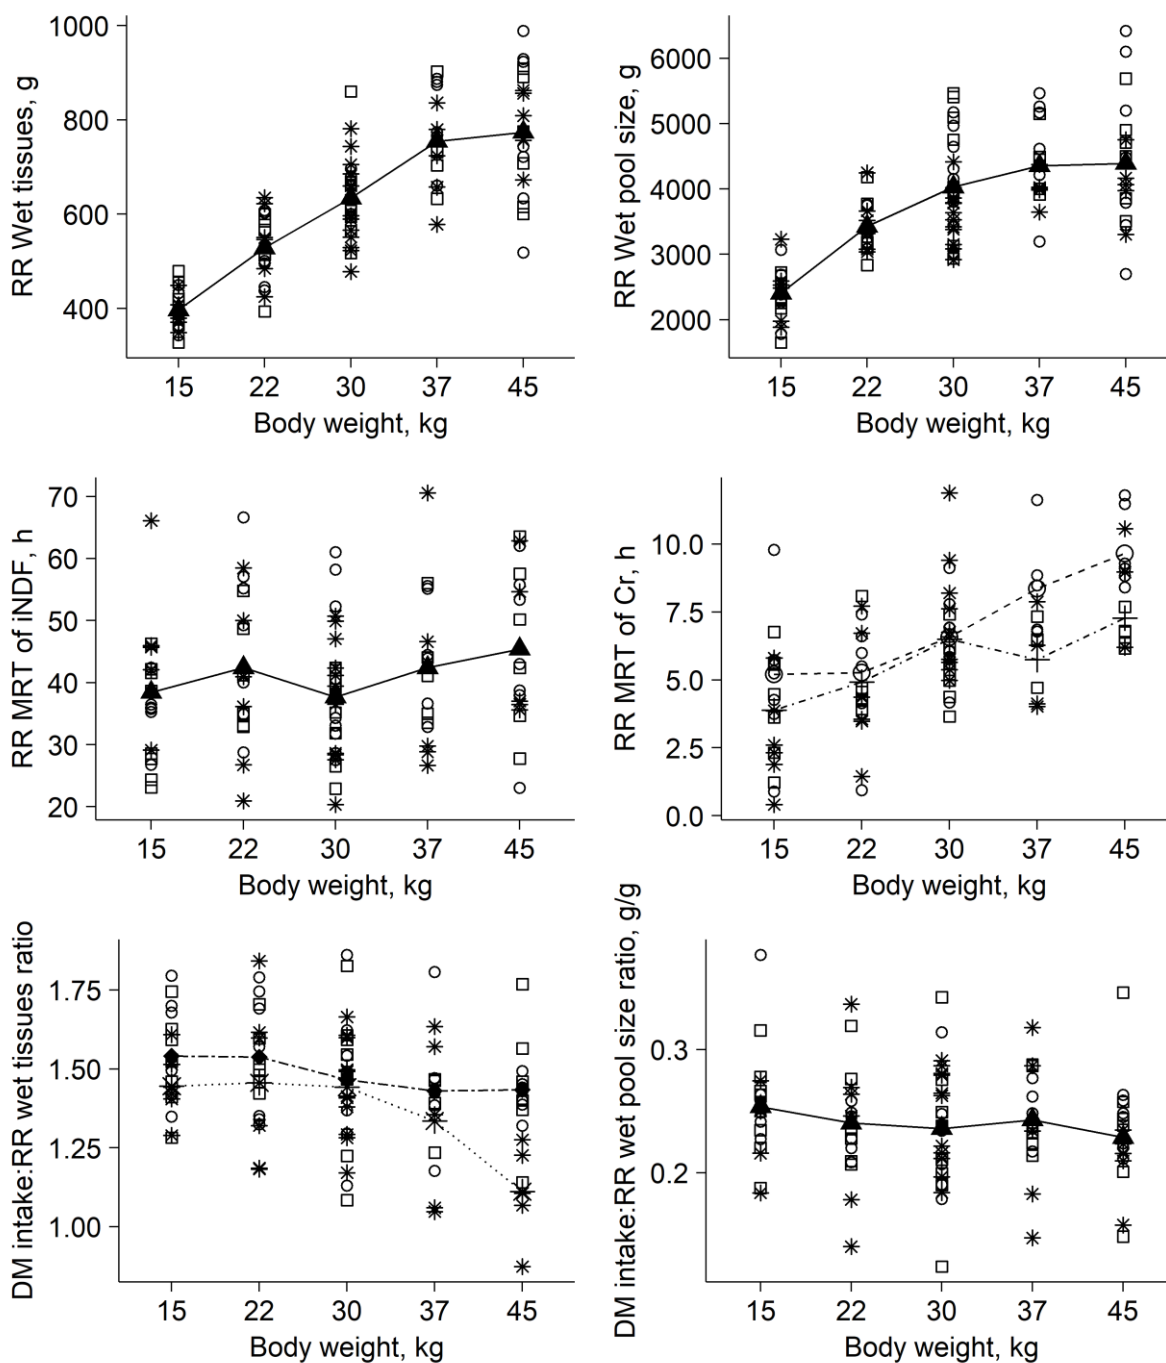 RR Wet tissues, g
1000
800
600
400
15 22 30 37 45
Body weight, kg
RR Wet pool size, g
6000
5000
4000
3000
2000
15 22 30 37 45
Body weight, kg
RR MRT of iNDF, h
70
60
50
40
30
20
15 22 30 37 45
Body weight, kg
RR MRT of Cr, h
10.0
7.5
5.0
2.5
0.0
15 22 30 37 45
Body weight, kg
DM intake:RR wet tissues ratio
1.75
1.50
1.25
1.00
15 22 30 37 45
Body weight, kg
DM intake:RR wet pool size ratio, g/g
0.3
0.2
15 22 30 37 45
Body weight, kg